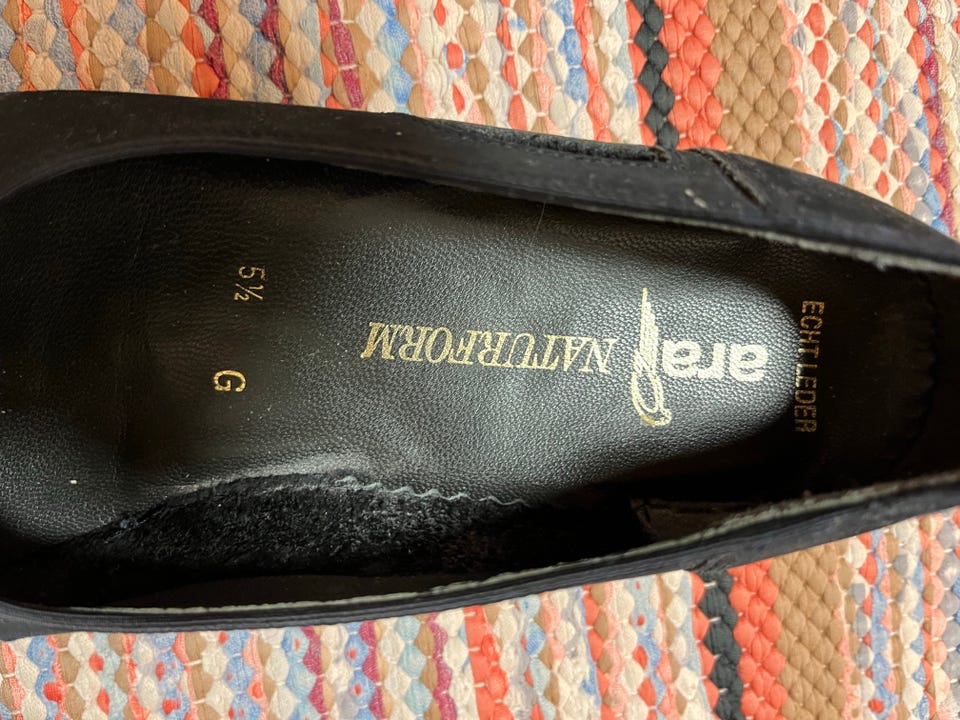 5½
G
NATURFORM
ara
ECHT LEDER